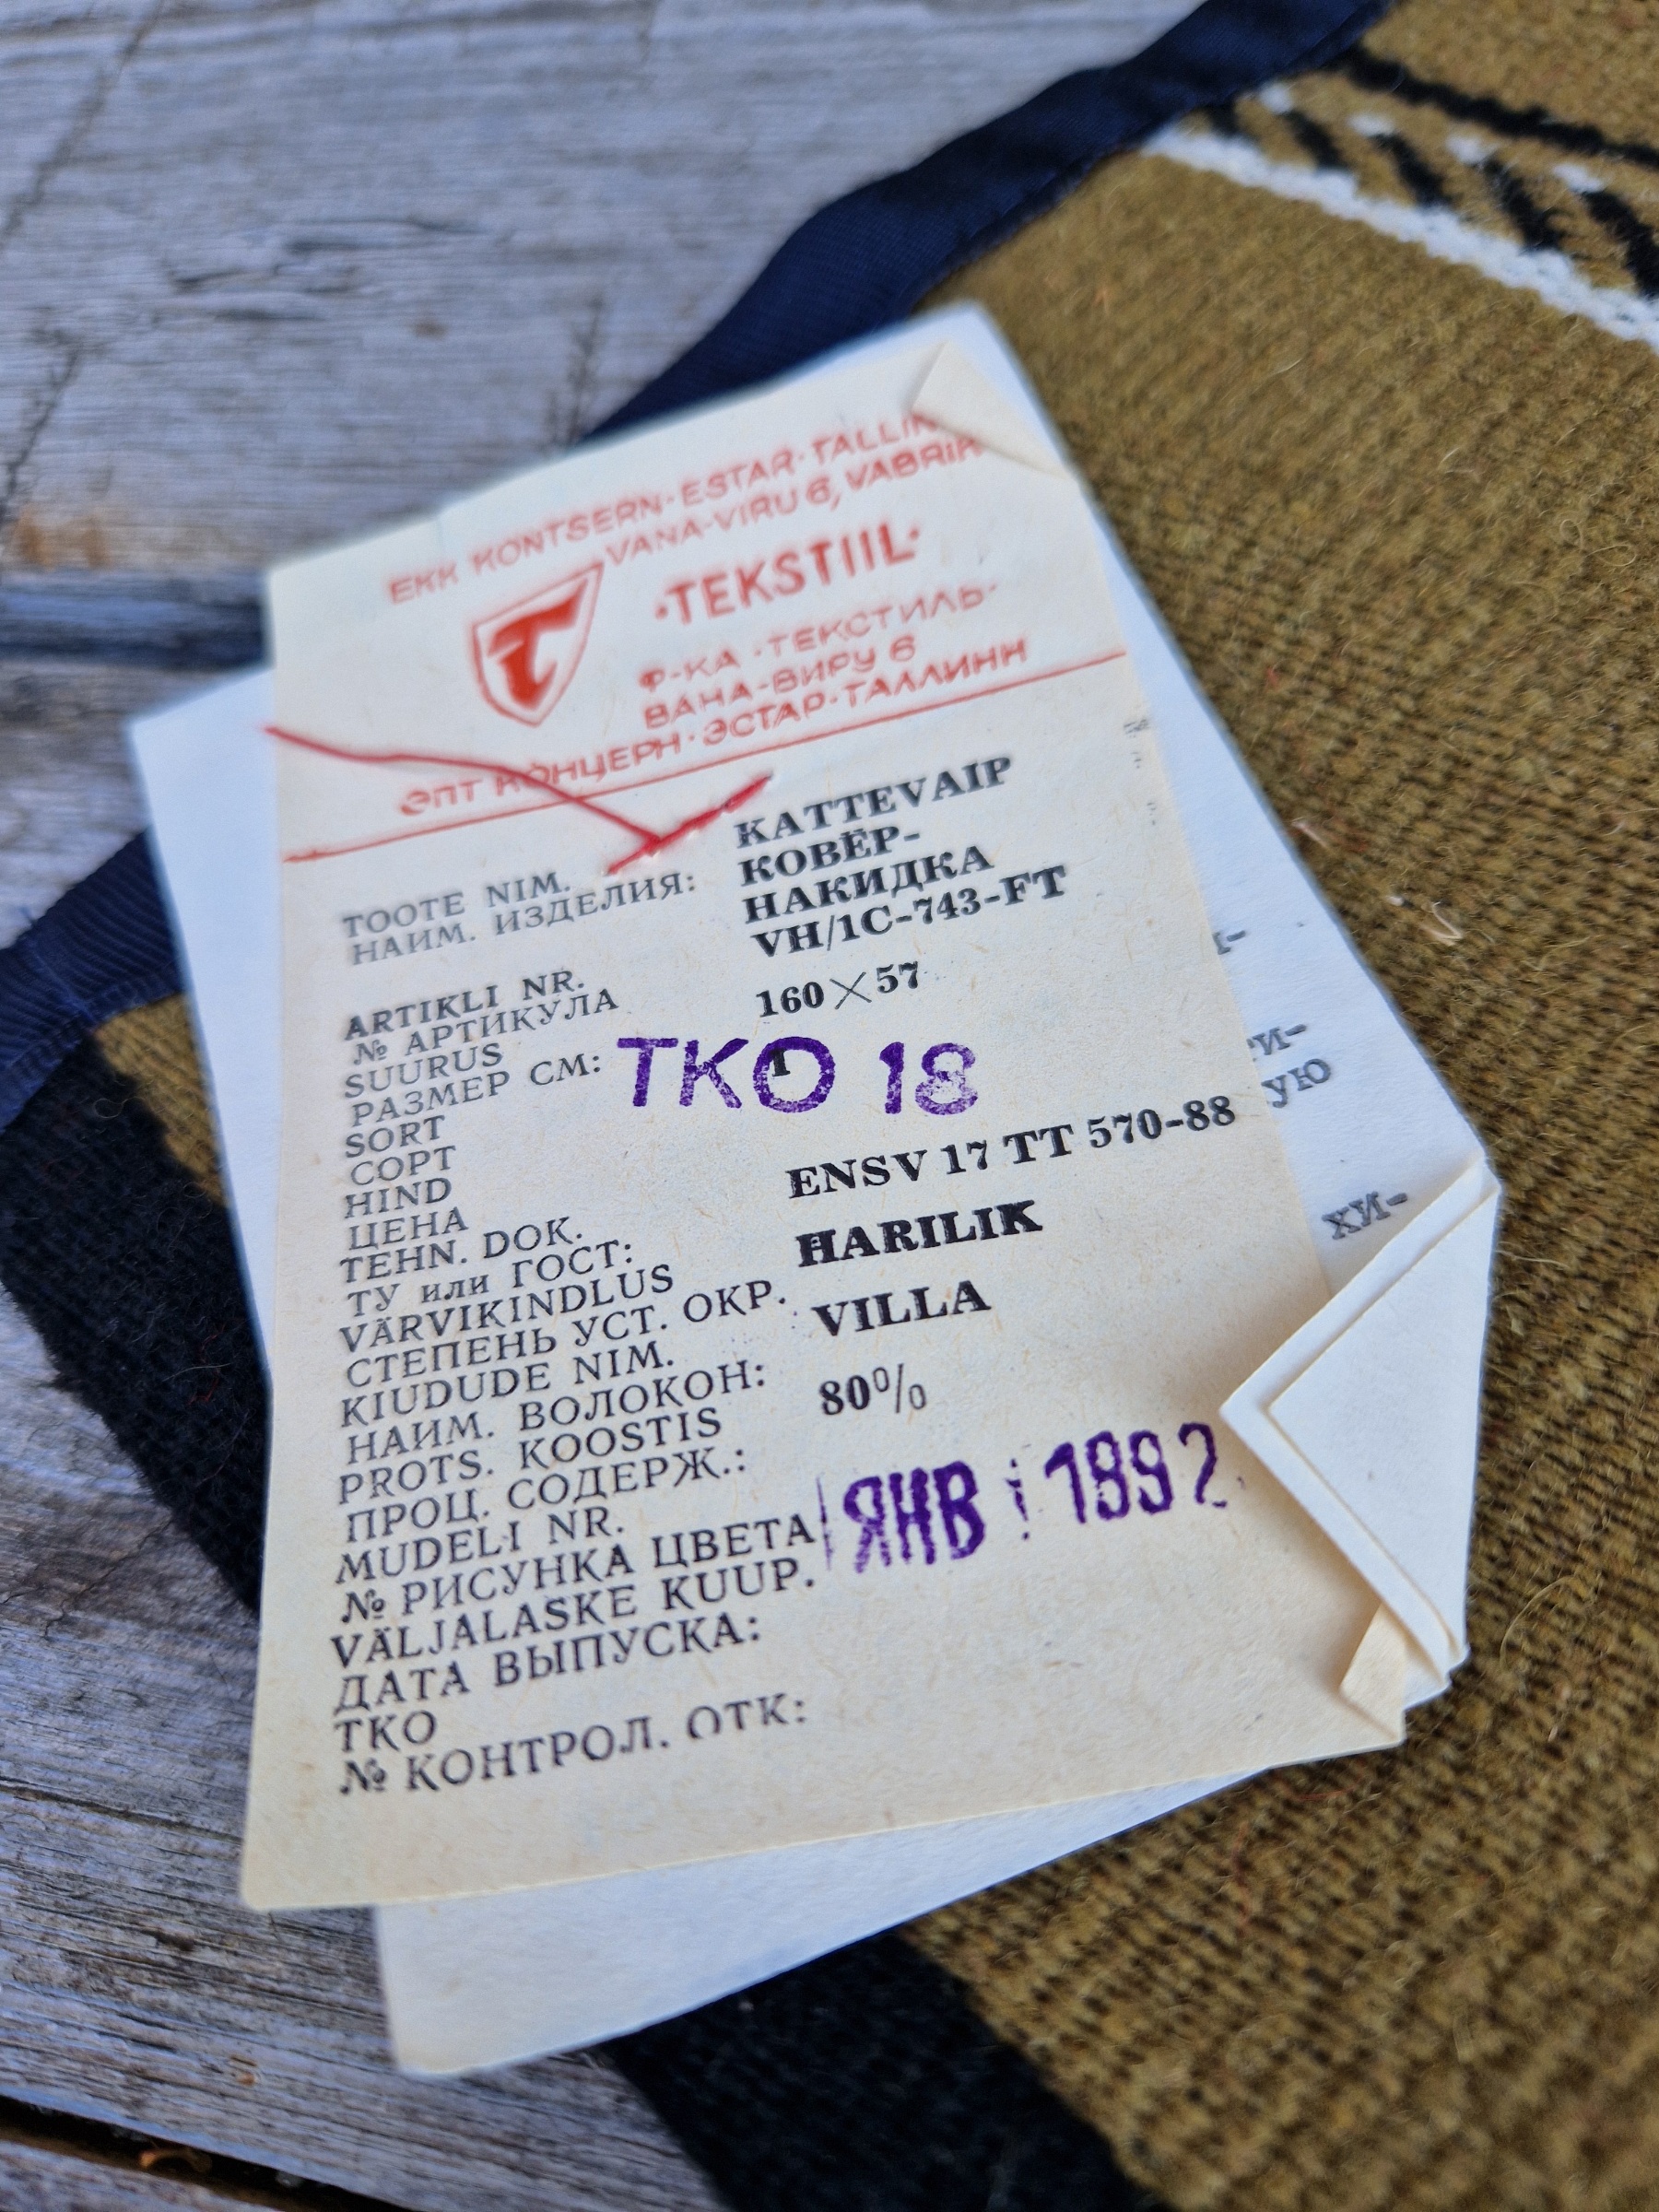 EKK KONTSERN·ESTAR·TALLIN
VANA-VIRU 6, VABRIK
·TEKSTIIL·
Ф-КА ·ТЕКСТИЛЬ·
ВАНА-ВИРУ 6
ЭПТ КОНЦЕРН·ЭСТАР·ТАЛЛИНН
TOOTE NIM. KATTEVAIP
НАИМ. ИЗДЕЛИЯ: КОВЁР-
НАКИДКА
ARTIKLI NR. VH/1C-743-FT
№ АРТИКУЛА
SUURUS 160×57
РАЗМЕР СМ:
SORT 1
TKO 18
СОРТ
HIND
ЦЕНА
TEHN. DOK. ENSV 17 TT 570-88
ТУ или ГОСТ:
VÄRVIKINDLUS HARILIK
СТЕПЕНЬ УСТ. ОКР.
KIUDUDE NIM. VILLA
НАИМ. ВОЛОКОН:
PROTS. KOOSTIS 80%
ПРОЦ. СОДЕРЖ.:
MUDELI NR.
№ РИСУНКА ЦВЕТА
VÄLJALASKE KUUP. ЯНВ 1992
ДАТА ВЫПУСКА:
TKO
№ КОНТРОЛ. ОТК:
ую
хи-